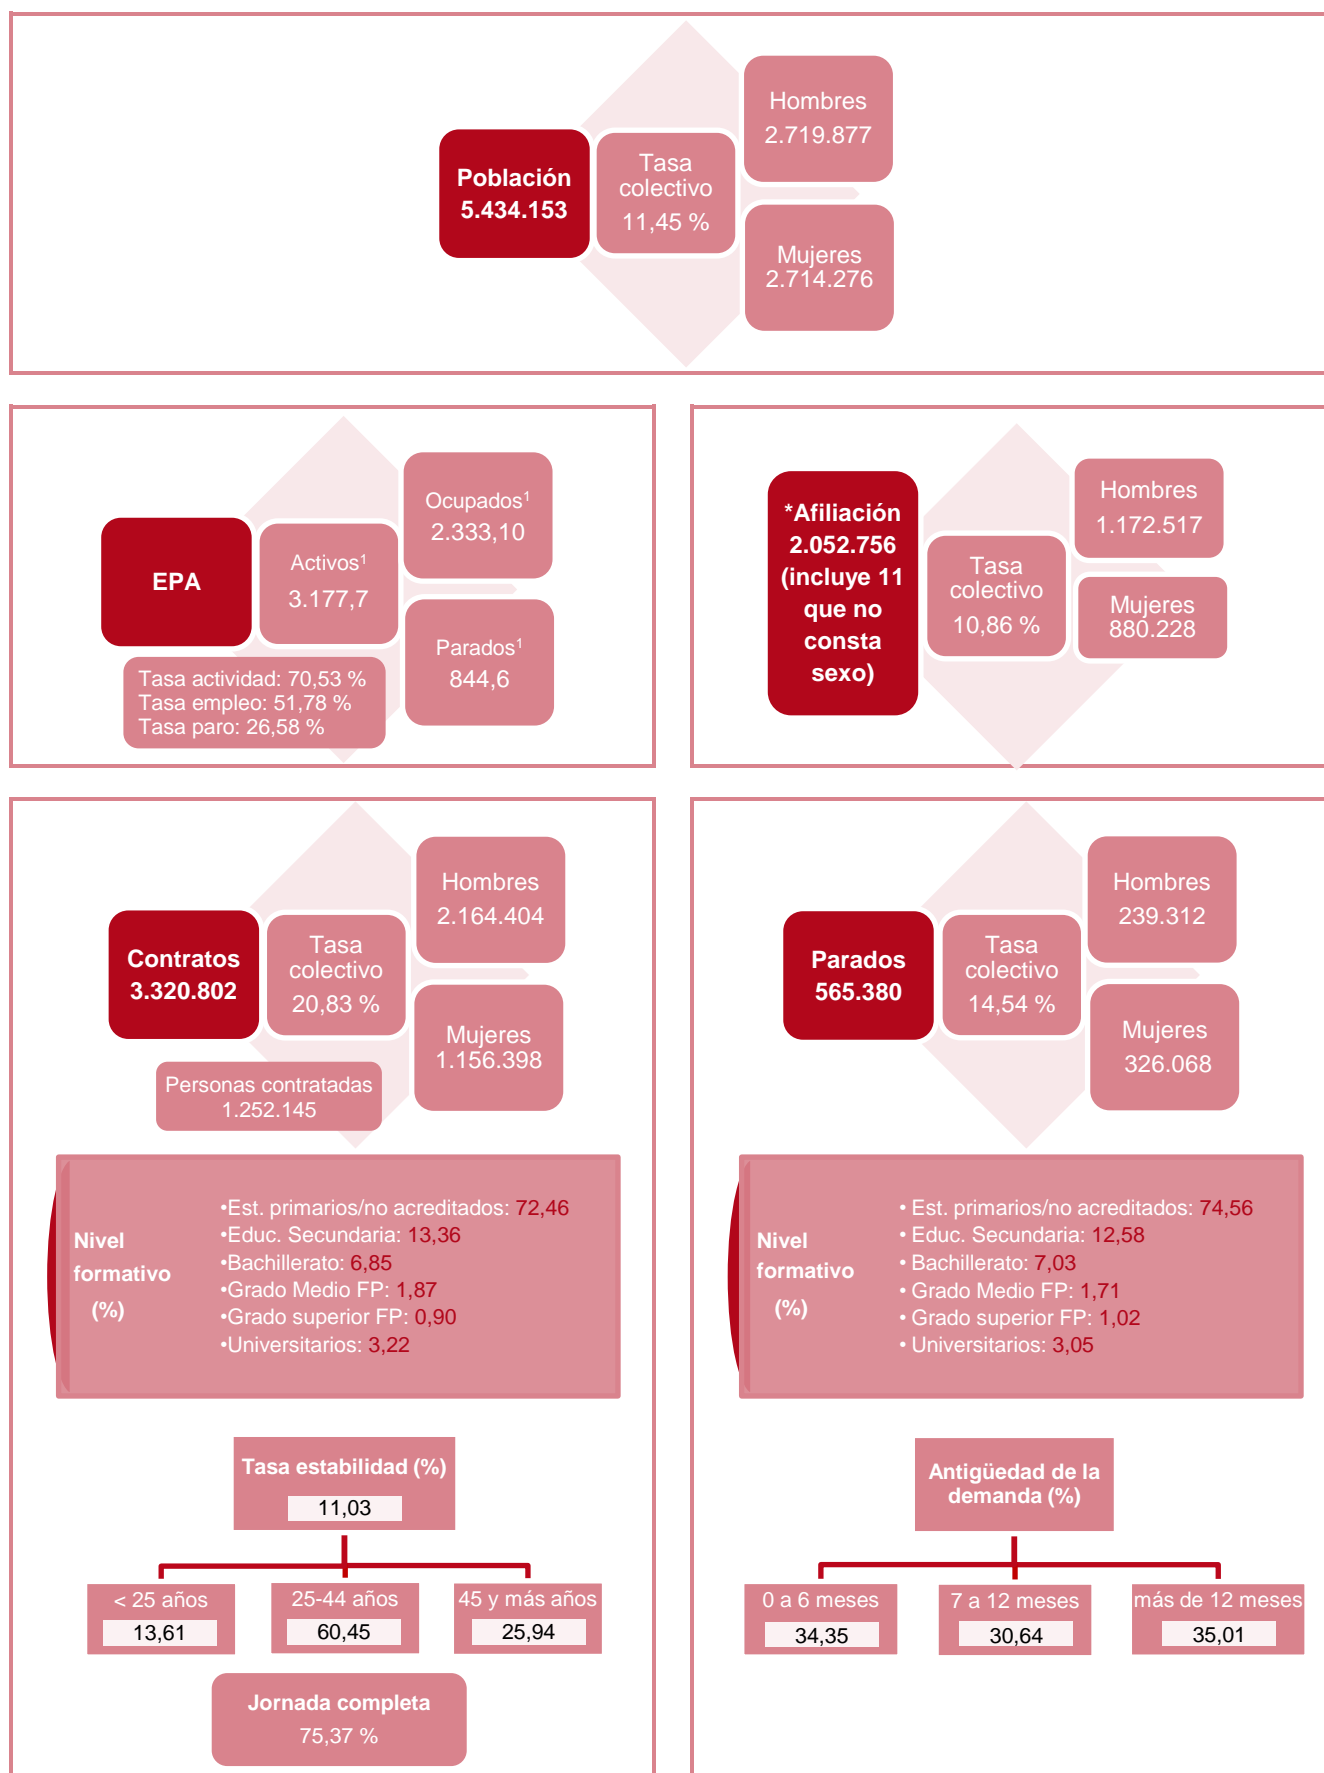 Población
5.434.153
Tasa
colectivo
11,45 %
Hombres
2.719.877
Mujeres
2.714.276
EPA
Activos¹
3.177,7
Ocupados¹
2.333,10
Parados¹
844,6
Tasa actividad: 70,53 %
Tasa empleo: 51,78 %
Tasa paro: 26,58 %
*Afiliación
2.052.756
(incluye 11
que no
consta
sexo)
Tasa
colectivo
10,86 %
Hombres
1.172.517
Mujeres
880.228
Contratos
3.320.802
Tasa
colectivo
20,83 %
Hombres
2.164.404
Mujeres
1.156.398
Personas contratadas
1.252.145
Nivel
formativo
(%)
•Est. primarios/no acreditados: 72,46
•Educ. Secundaria: 13,36
•Bachillerato: 6,85
•Grado Medio FP: 1,87
•Grado superior FP: 0,90
•Universitarios: 3,22
Tasa estabilidad (%)
11,03
< 25 años
13,61
25-44 años
60,45
45 y más años
25,94
Jornada completa
75,37 %
Parados
565.380
Tasa
colectivo
14,54 %
Hombres
239.312
Mujeres
326.068
Nivel
formativo
(%)
• Est. primarios/no acreditados: 74,56
• Educ. Secundaria: 12,58
• Bachillerato: 7,03
• Grado Medio FP: 1,71
• Grado superior FP: 1,02
• Universitarios: 3,05
Antigüedad de la
demanda (%)
0 a 6 meses
34,35
7 a 12 meses
30,64
más de 12 meses
35,01